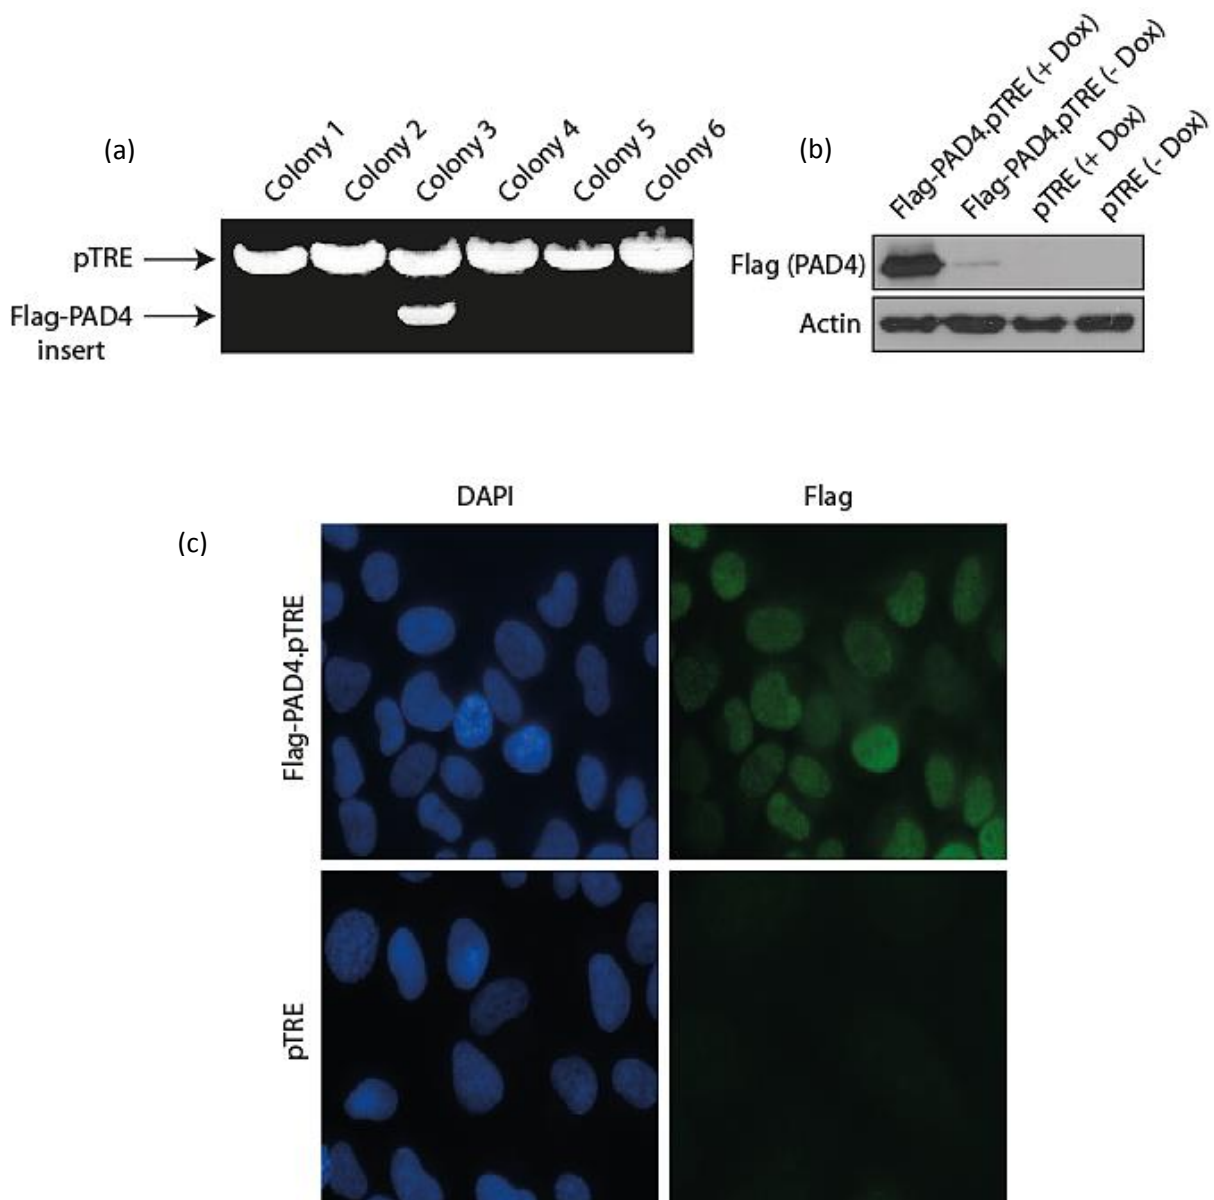 (a)
Colony 1
Colony 2
Colony 3
Colony 4
Colony 5
Colony 6
pTRE
Flag-PAD4
insert
(b)
Flag-PAD4.pTRE (+ Dox)
Flag-PAD4.pTRE (- Dox)
pTRE (+ Dox)
pTRE (- Dox)
Flag (PAD4)
Actin
(c)
DAPI
Flag
Flag-PAD4.pTRE
pTRE